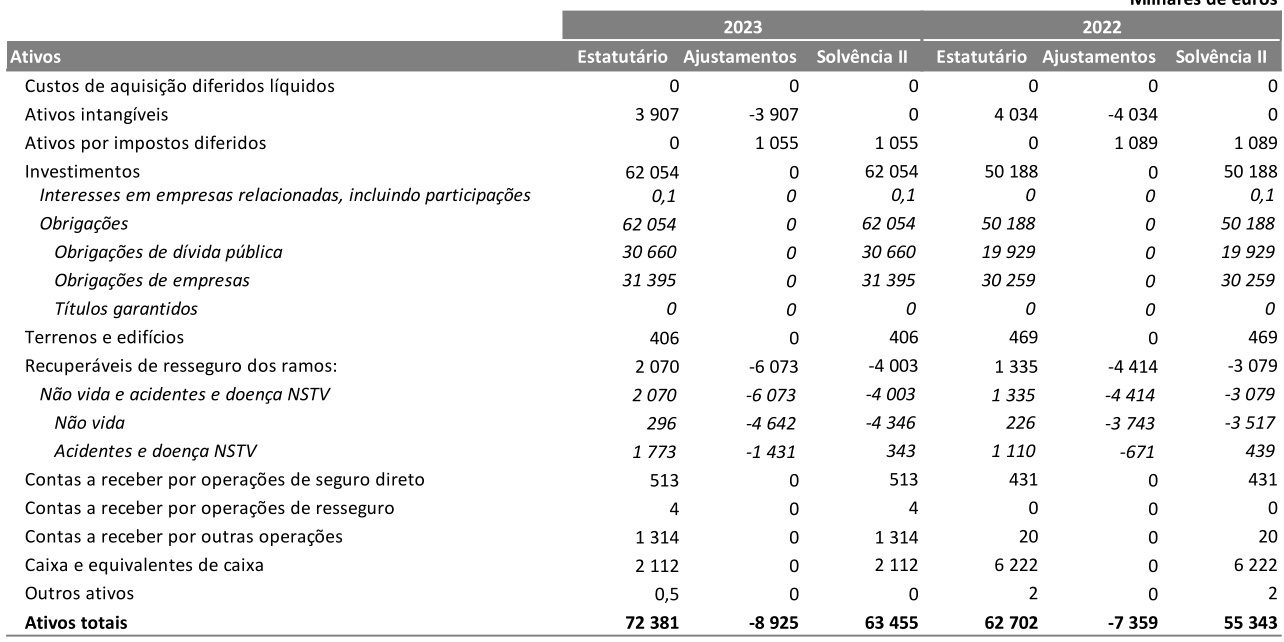 Milhares de euros
2023 2022
Ativos Estatutário Ajustamentos Solvência II Estatutário Ajustamentos Solvência II
Custos de aquisição diferidos líquidos 0 0 0 0 0 0
Ativos intangíveis 3 907 -3 907 0 4 034 -4 034 0
Ativos por impostos diferidos 0 1 055 1 055 0 1 089 1 089
Investimentos 62 054 0 62 054 50 188 0 50 188
Interesses em empresas relacionadas, incluindo participações 0,1 0 0,1 0 0 0,1
Obrigações 62 054 0 62 054 50 188 0 50 188
Obrigações de dívida pública 30 660 0 30 660 19 929 0 19 929
Obrigações de empresas 31 395 0 31 395 30 259 0 30 259
Títulos garantidos 0 0 0 0 0 0
Terrenos e edifícios 406 0 406 469 0 469
Recuperáveis de resseguro dos ramos: 2 070 -6 073 -4 003 1 335 -4 414 -3 079
Não vida e acidentes e doença NSTV 2 070 -6 073 -4 003 1 335 -4 414 -3 079
Não vida 296 -4 642 -4 346 226 -3 743 -3 517
Acidentes e doença NSTV 1 773 -1 431 343 1 110 -671 439
Contas a receber por operações de seguro direto 513 0 513 431 0 431
Contas a receber por operações de resseguro 4 0 4 0 0 0
Contas a receber por outras operações 1 314 0 1 314 20 0 20
Caixa e equivalentes de caixa 2 112 0 2 112 6 222 0 6 222
Outros ativos 0,5 0 0 2 0 2
Ativos totais 72 381 -8 925 63 455 62 702 -7 359 55 343